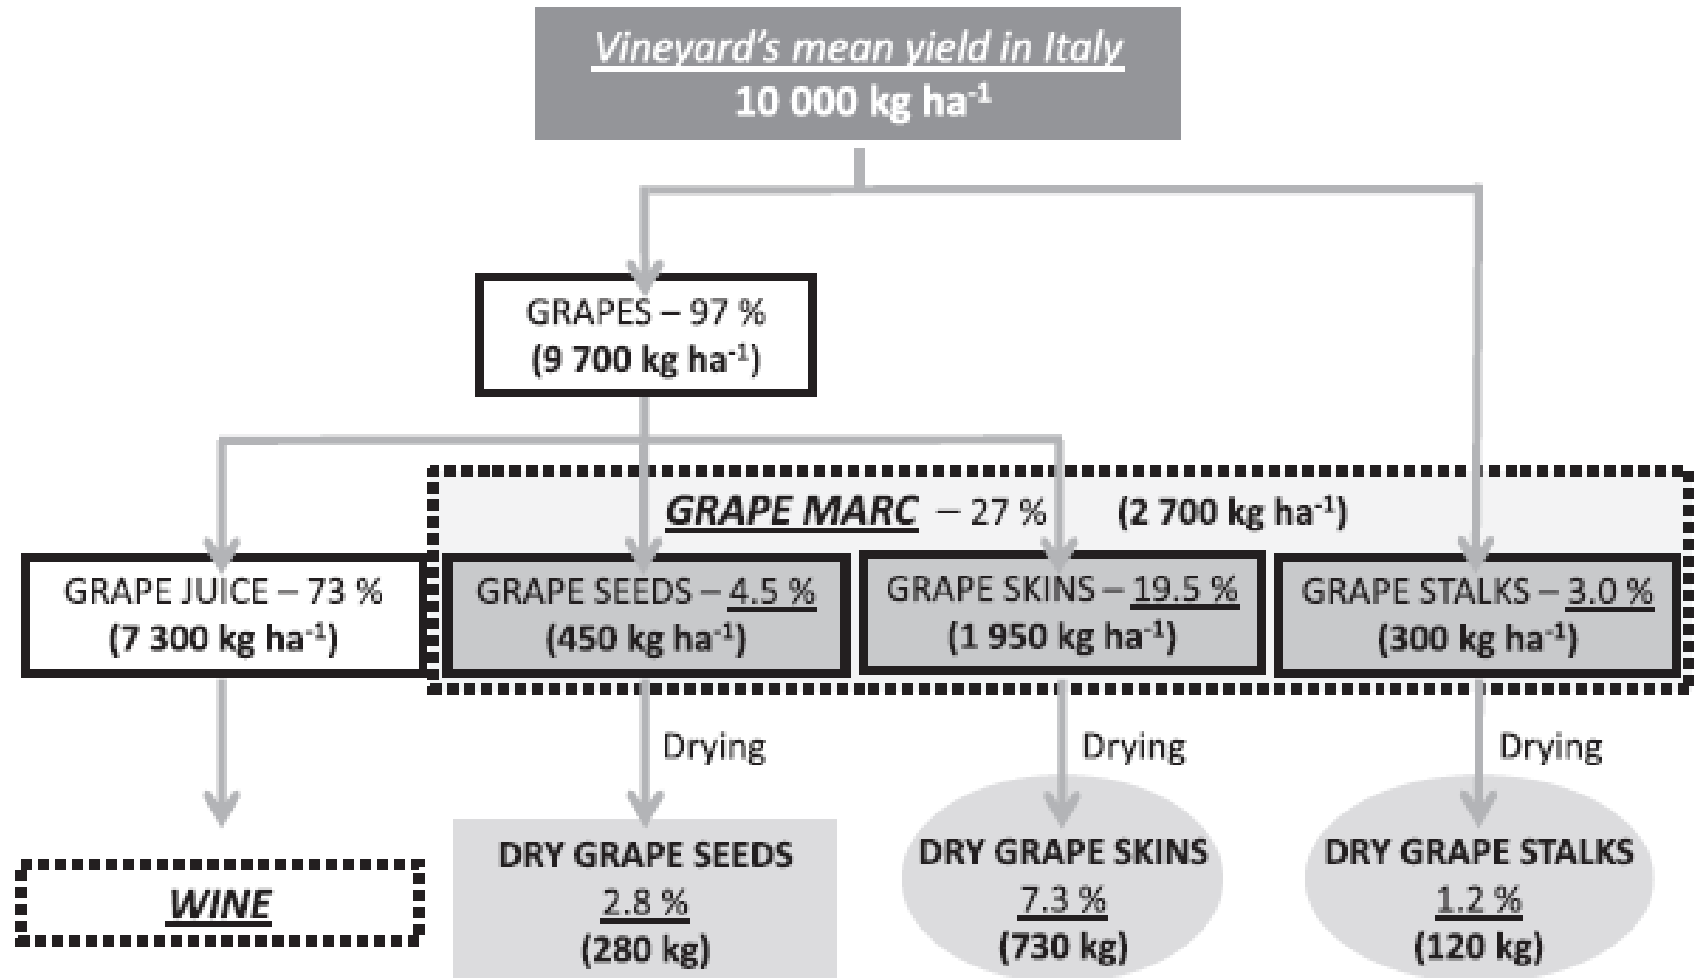 Vineyard's mean yield in Italy
10 000 kg ha⁻¹
GRAPES – 97 %
(9 700 kg ha⁻¹)
GRAPE MARC – 27 % (2 700 kg ha⁻¹)
GRAPE JUICE – 73 %
(7 300 kg ha⁻¹)
GRAPE SEEDS – 4.5 %
(450 kg ha⁻¹)
GRAPE SKINS – 19.5 %
(1 950 kg ha⁻¹)
GRAPE STALKS – 3.0 %
(300 kg ha⁻¹)
Drying
Drying
Drying
WINE
DRY GRAPE SEEDS
2.8 %
(280 kg)
DRY GRAPE SKINS
7.3 %
(730 kg)
DRY GRAPE STALKS
1.2 %
(120 kg)